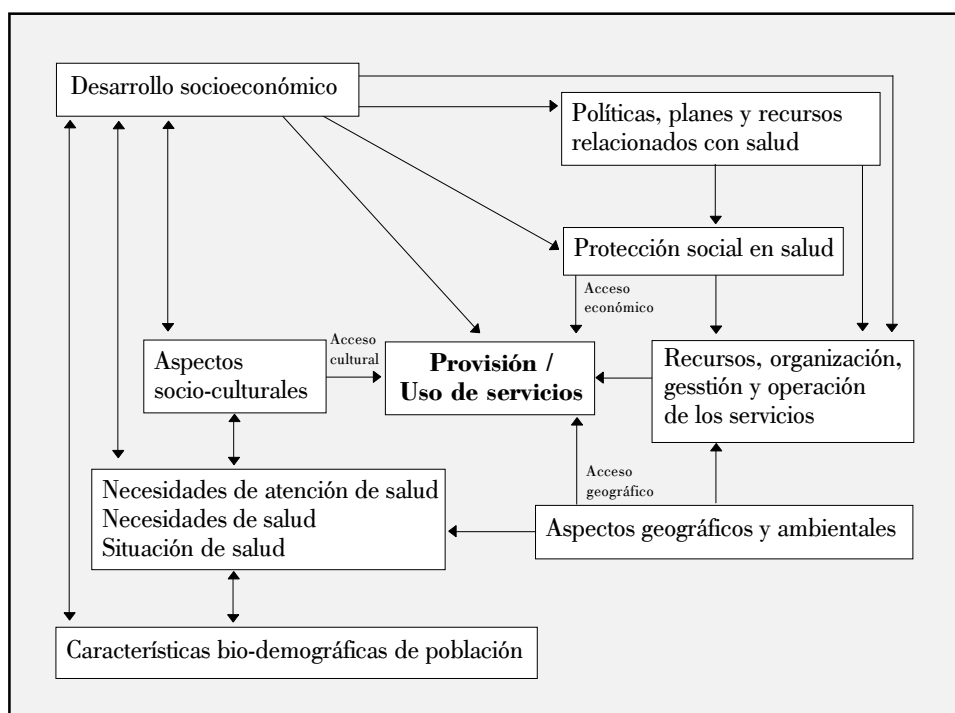 Desarrollo socioeconómico
Políticas, planes y recursos
relacionados con salud
Protección social en salud
Acceso
económico
Acceso
cultural
Aspectos
socio-culturales
Provisión /
Uso de servicios
Recursos, organización,
gesstión y operación
de los servicios
Acceso
geográfico
Necesidades de atención de salud
Necesidades de salud
Situación de salud
Aspectos geográficos y ambientales
Características bio-demográficas de población